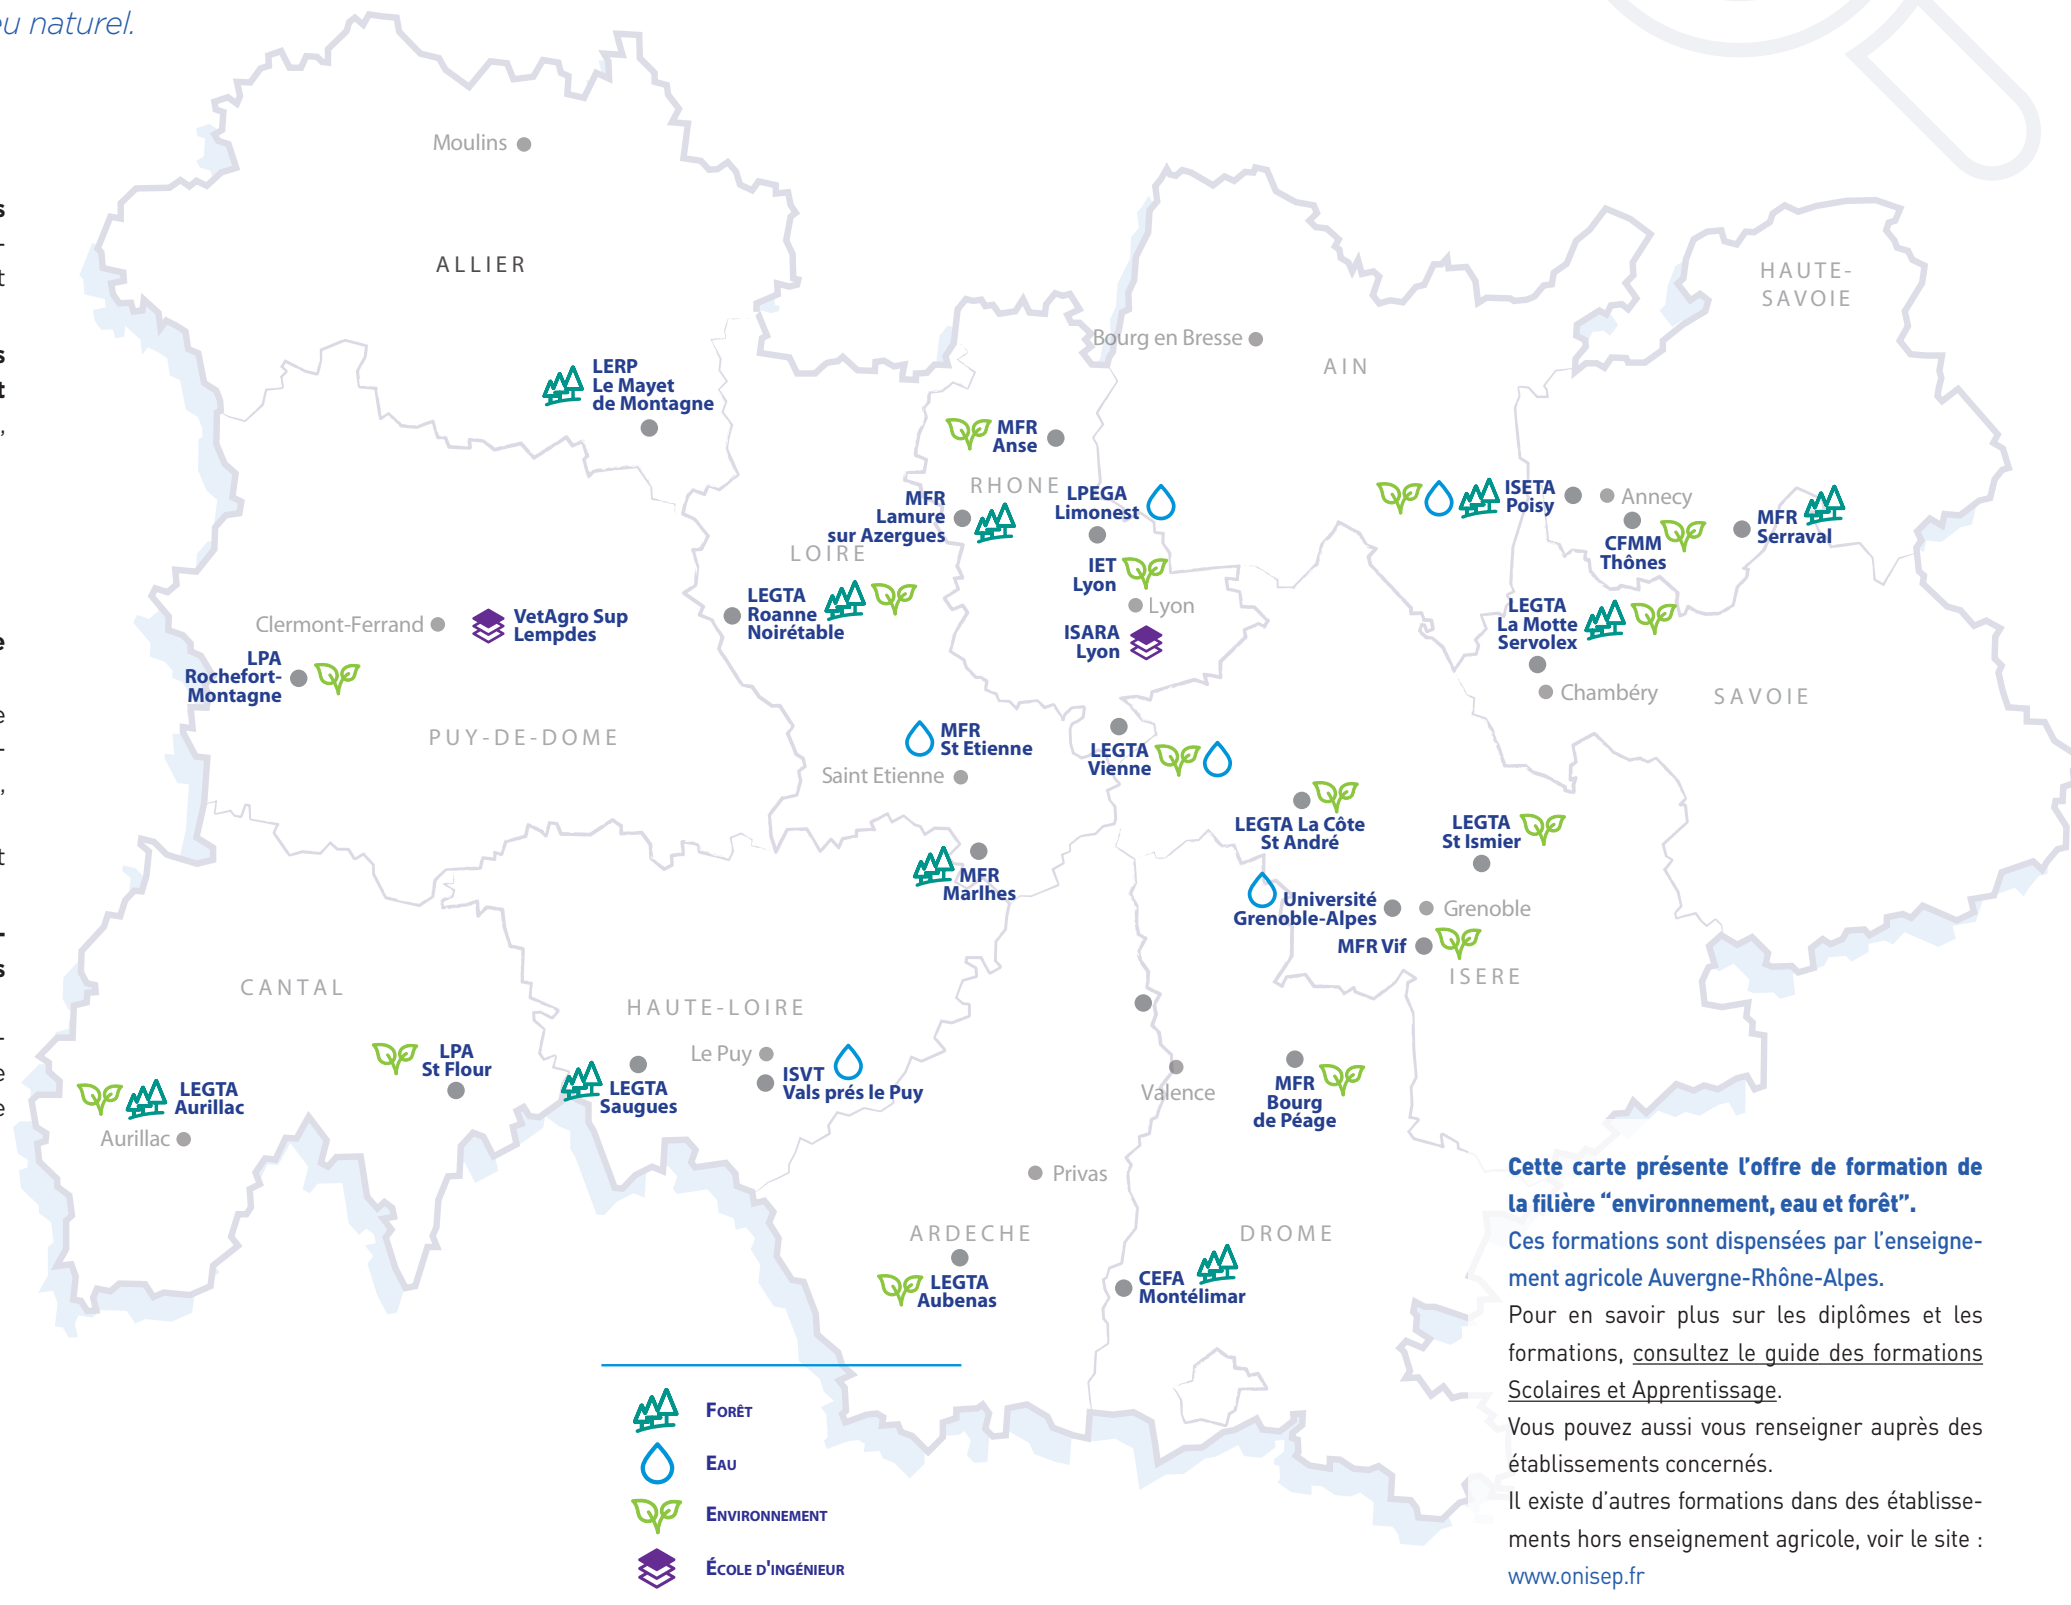 eu naturel.
s
-
t
s
t
,
e
e
-
,
t
-
s
-
e
e
Moulins
ALLIER
HAUTE-
SAVOIE
Bourg en Bresse
AIN
LERP
Le Mayet
de Montagne
MFR
Anse
RHONE
MFR
Lamure
sur Azergues
LPEGA
Limonest
ISETA
Poisy
Annecy
CFMM
Thônes
MFR
Serraval
LOIRE
IET
Lyon
Lyon
ISARA
Lyon
LEGTA
Roanne
Noirétable
LEGTA
La Motte
Servolex
Chambéry
SAVOIE
Clermont-Ferrand
VetAgro Sup
Lempdes
LPA
Rochefort-
Montagne
PUY-DE-DOME
MFR
St Etienne
Saint Etienne
LEGTA
Vienne
LEGTA La Côte
St André
LEGTA
St Ismier
MFR
Marlhes
Université
Grenoble-Alpes
Grenoble
MFR Vif
ISERE
CANTAL
HAUTE-LOIRE
Le Puy
ISVT
Vals prés le Puy
LPA
St Flour
LEGTA
Saugues
LEGTA
Aurillac
Aurillac
Valence
MFR
Bourg
de Péage
Privas
ARDECHE
DROME
LEGTA
Aubenas
CEFA
Montélimar
Forêt
Eau
Environnement
École d'ingénieur
Cette carte présente l'offre de formation de
la filière “environnement, eau et forêt”.
Ces formations sont dispensées par l'enseigne-
ment agricole Auvergne-Rhône-Alpes.
Pour en savoir plus sur les diplômes et les
formations, consultez le guide des formations
Scolaires et Apprentissage.
Vous pouvez aussi vous renseigner auprès des
établissements concernés.
Il existe d'autres formations dans des établisse-
ments hors enseignement agricole, voir le site :
www.onisep.fr